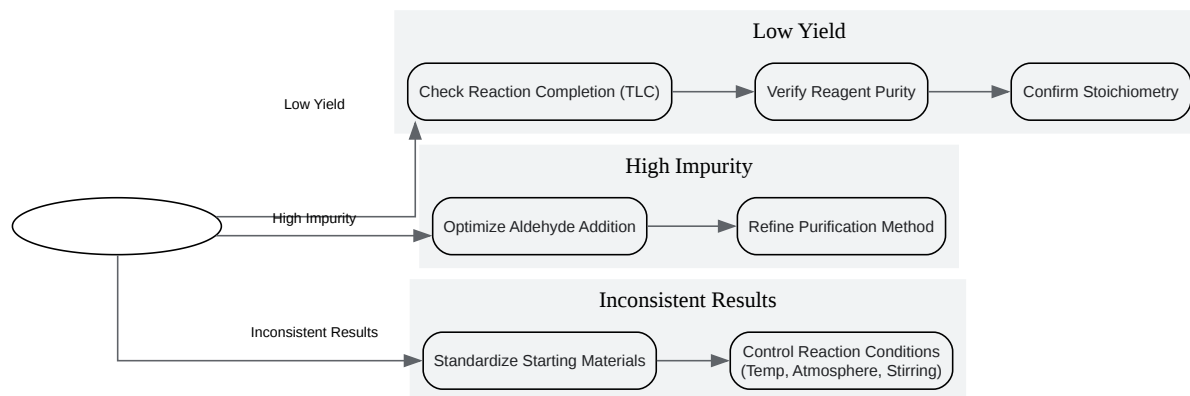 Low Yield
Low Yield
Check Reaction Completion (TLC)
Verify Reagent Purity
Confirm Stoichiometry
High Impurity
High Impurity
Optimize Aldehyde Addition
Refine Purification Method
Inconsistent Results
Inconsistent Results
Standardize Starting Materials
Control Reaction Conditions
(Temp, Atmosphere, Stirring)